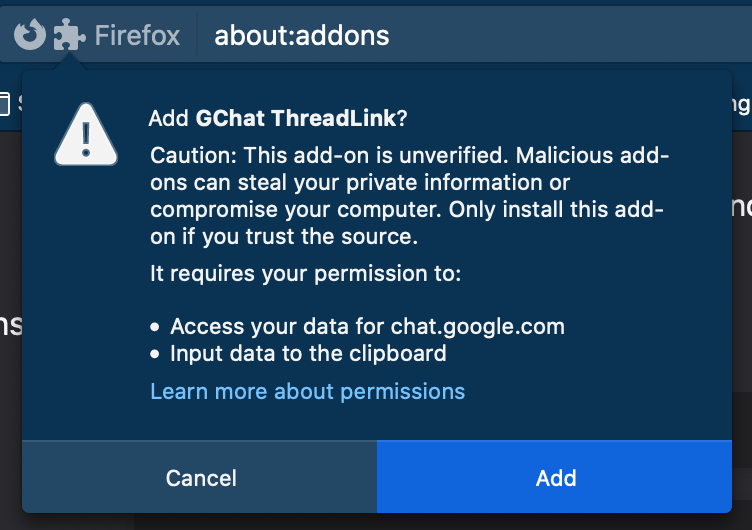 Firefox about:addons
Add GChat ThreadLink?
Caution: This add-on is unverified. Malicious add-
ons can steal your private information or
compromise your computer. Only install this add-
on if you trust the source.
It requires your permission to:
• Access your data for chat.google.com
• Input data to the clipboard
Learn more about permissions
Cancel Add